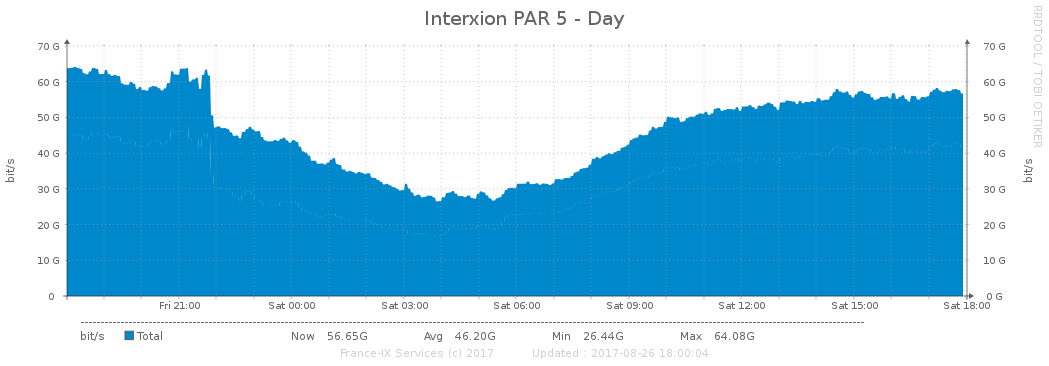 Interxion PAR 5 - Day
RRDTOOL / TOBI OETIKER
70 G 70 G
60 G 60 G
50 G 50 G
40 G 40 G
30 G 30 G
20 G 20 G
10 G 10 G
0 0 G
bit/s
bit/s
Fri 21:00 Sat 00:00 Sat 03:00 Sat 06:00 Sat 09:00 Sat 12:00 Sat 15:00 Sat 18:00
bit/s Total Now 56.65G Avg 46.20G Min 26.44G Max 64.08G
France-IX Services (c) 2017 Updated : 2017-08-26 18:00:04